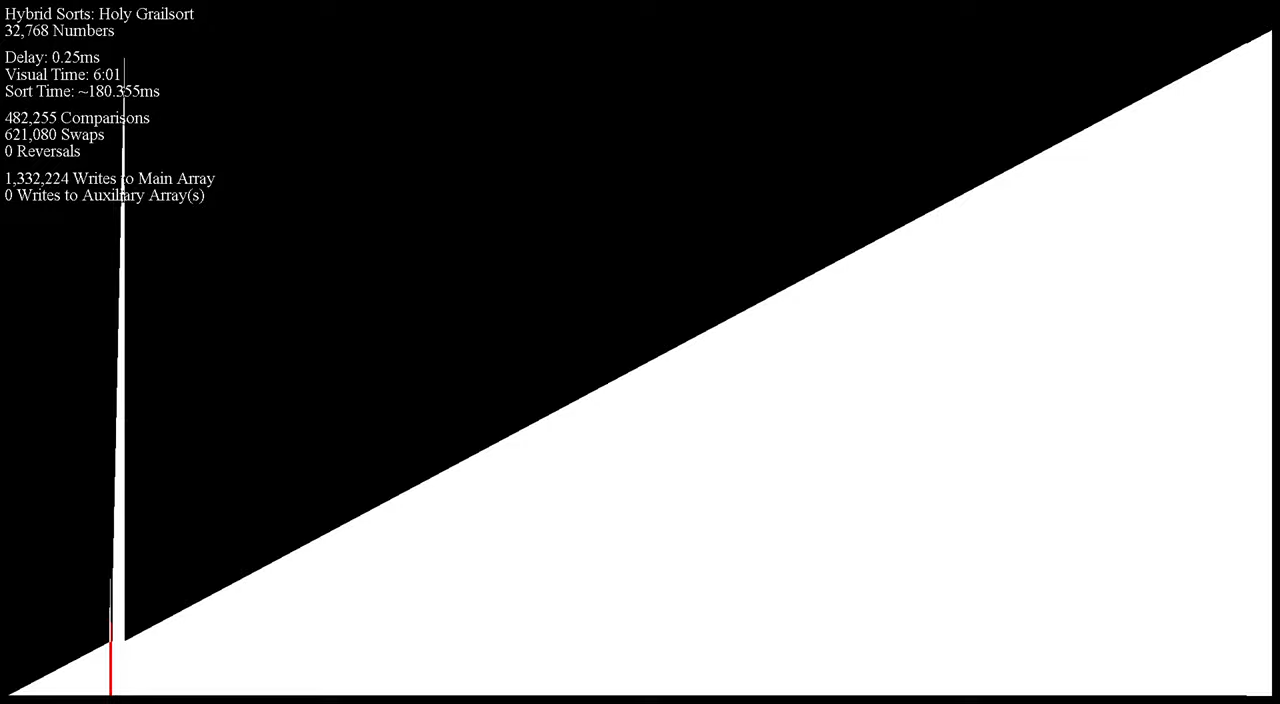 Hybrid Sorts: Holy Grailsort
32,768 Numbers
Delay: 0.25ms
Visual Time: 6:01
Sort Time: ~180.355ms
482,255 Comparisons
621,080 Swaps
0 Reversals
1,332,224 Writes to Main Array
0 Writes to Auxiliary Array(s)